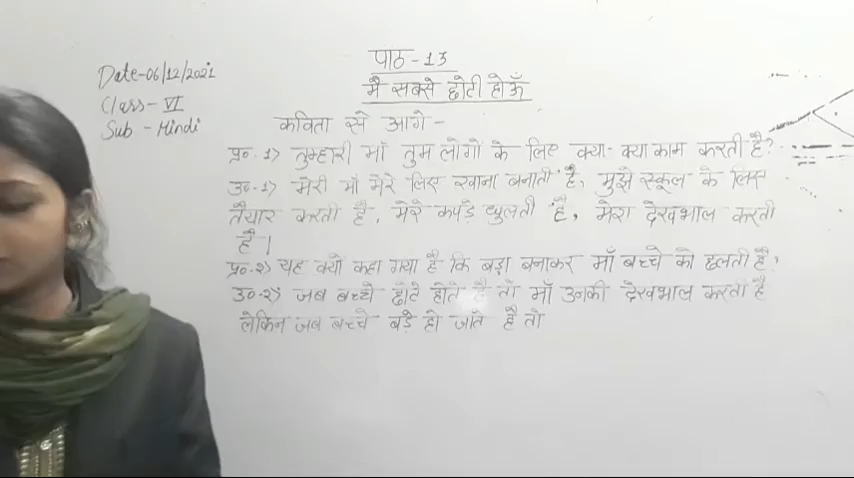 Date-06/12/2021
Class-VI
Sub - Hindi
पाठ - 13
मै सबसे छोटी होऊँ
कविता से आगे -
प्र०.1> तुम्हारी माँ तुम लोगों के लिए क्या-क्या काम करती है?
उ०-1> मेरी माँ मेरे लिए खाना बनाती है, मुझे स्कूल के लिए
तैयार करती है, मेरे कपड़े धुलती है, मेरा देखभाल करती
है।
प्र०-2> यह क्यों कहा गया है कि बड़ा बनाकर माँ बच्चे को छलती है?
उ०-2> जब बच्चे छोटे होते है तो माँ उनकी देखभाल करती है
लेकिन जब बच्चे बड़े हो जाते है तो